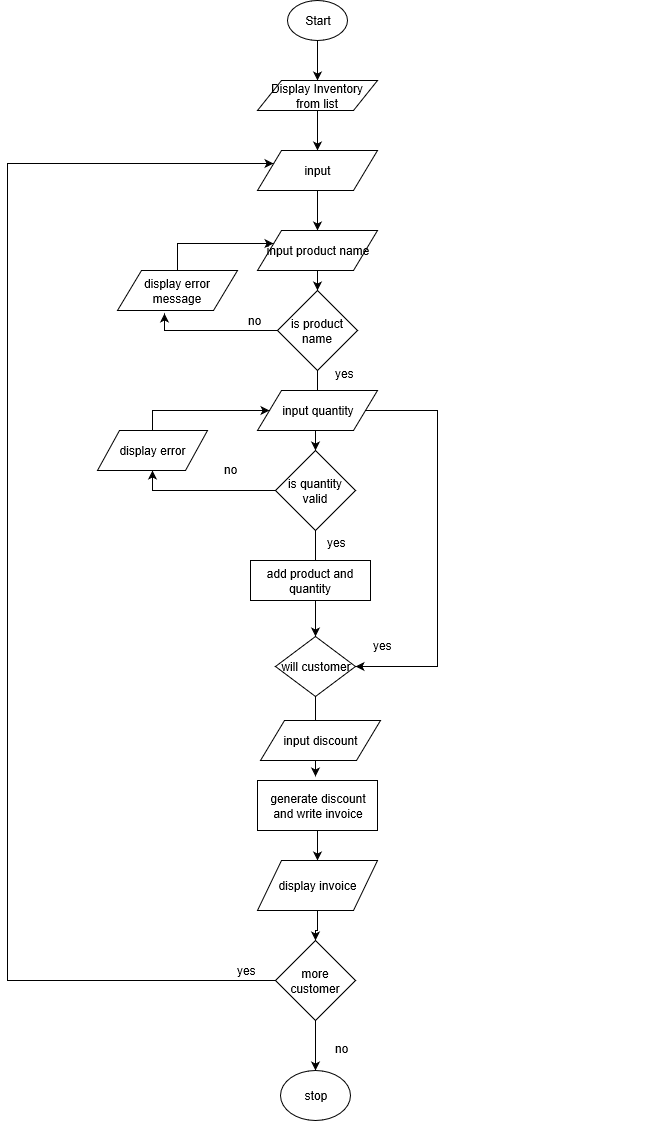 Start
Display Inventory
from list
input
input product name
display error
message
no
is product
name
yes
input quantity
display error
no
is quantity
valid
yes
add product and
quantity
yes
will customer
input discount
generate discount
and write invoice
display invoice
yes
more
customer
no
stop